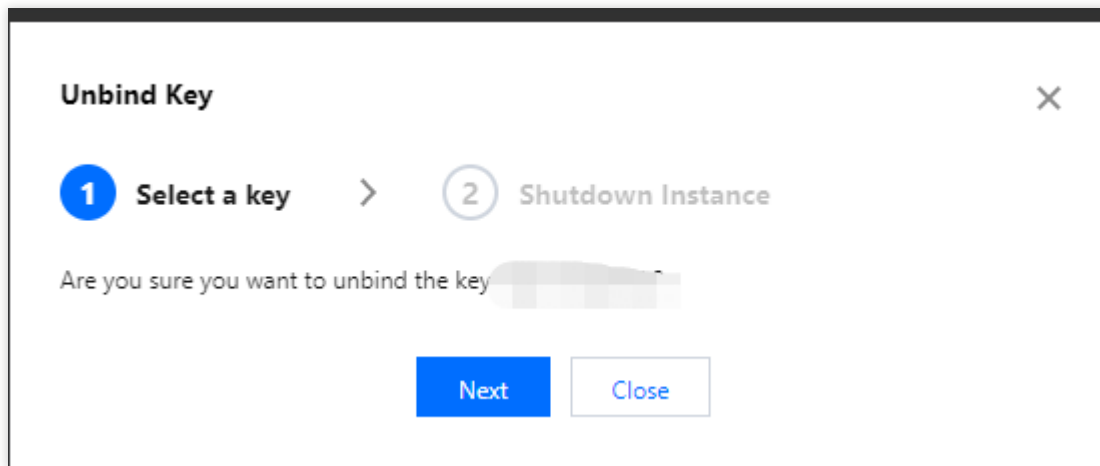 Unbind Key
1 Select a key > 2 Shutdown Instance
Are you sure you want to unbind the key
Next Close